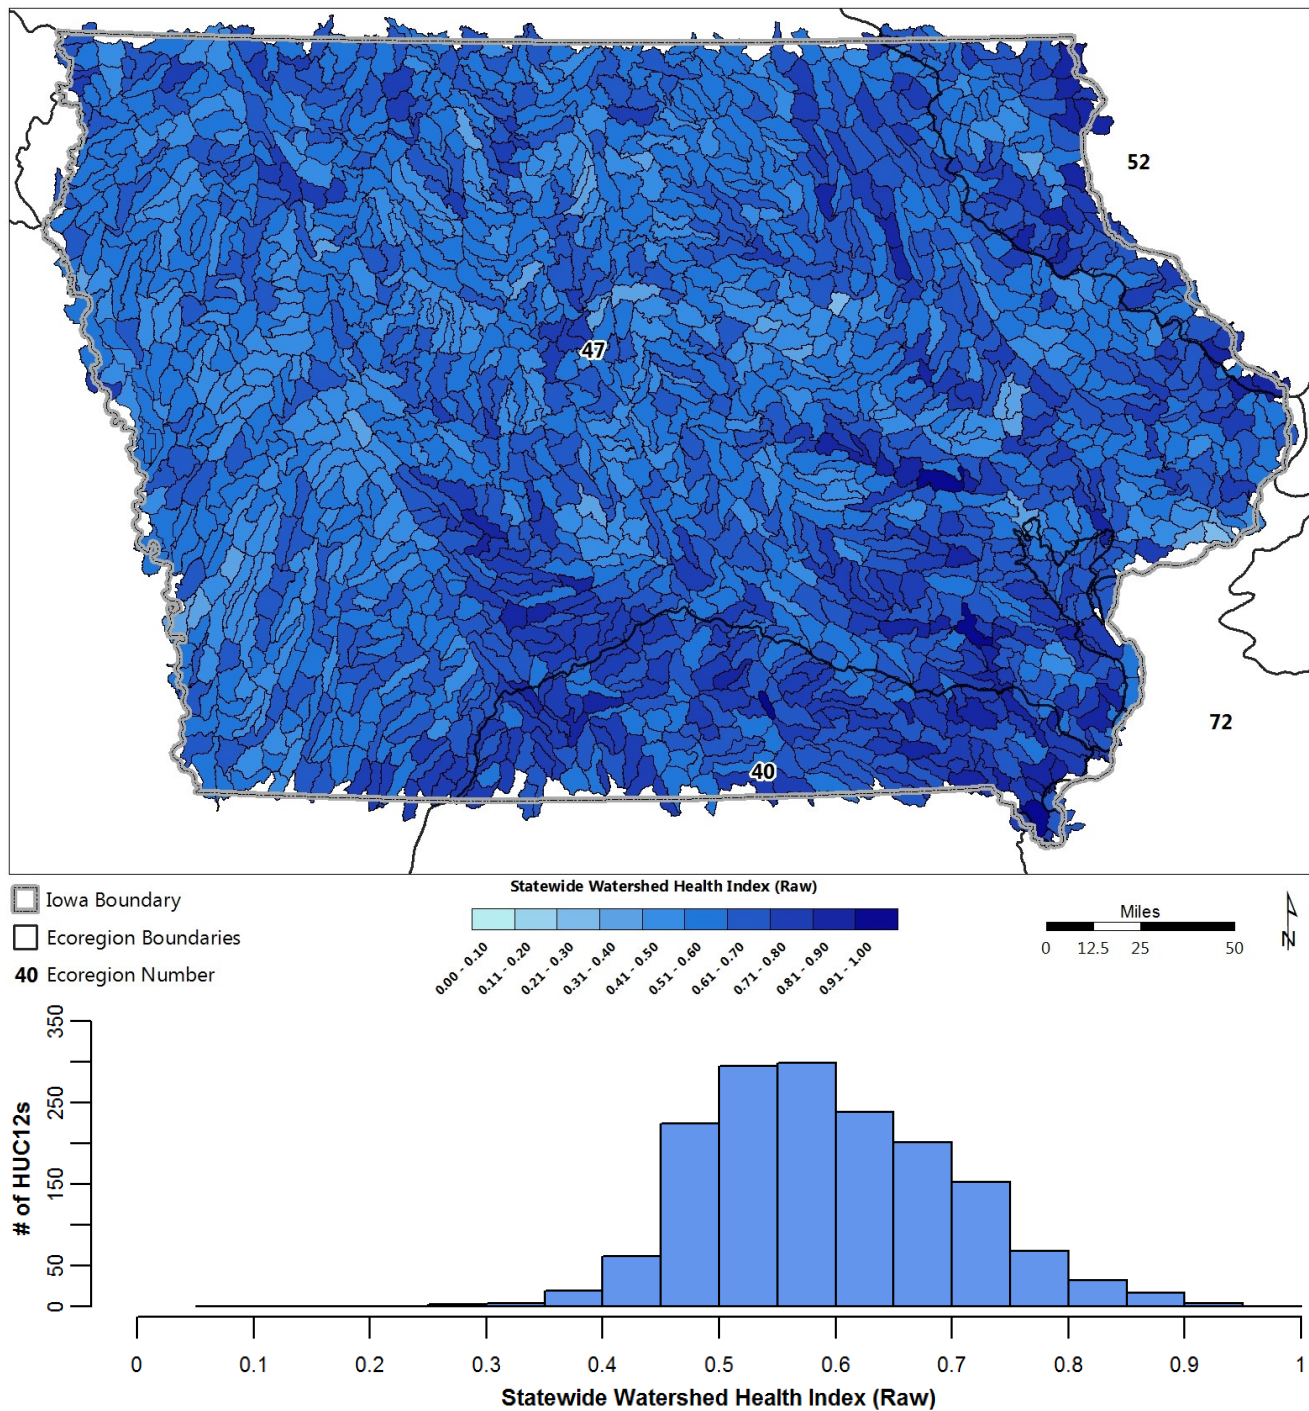 52
47
72
40
Statewide Watershed Health Index (Raw)
Iowa Boundary
Ecoregion Boundaries
40 Ecoregion Number
0.00 - 0.10
0.11 - 0.20
0.21 - 0.30
0.31 - 0.40
0.41 - 0.50
0.51 - 0.60
0.61 - 0.70
0.71 - 0.80
0.81 - 0.90
0.91 - 1.00
Miles
0 12.5 25 50
N
# of HUC12s
350
250
150
50
0
0 0.1 0.2 0.3 0.4 0.5 0.6 0.7 0.8 0.9 1
Statewide Watershed Health Index (Raw)